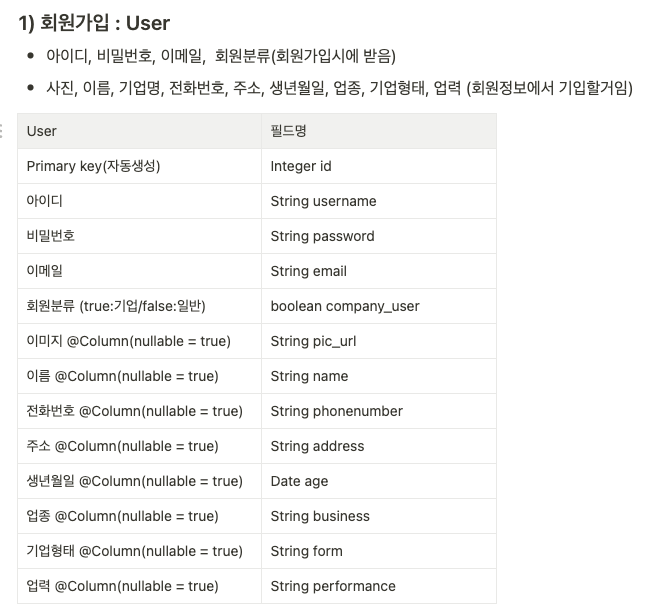 1) 회원가입 : User
• 아이디, 비밀번호, 이메일, 회원분류(회원가입시에 받음)
• 사진, 이름, 기업명, 전화번호, 주소, 생년월일, 업종, 기업형태, 업력 (회원정보에서 기입할거임)
User 필드명
Primary key(자동생성) Integer id
아이디 String username
비밀번호 String password
이메일 String email
회원분류 (true:기업/false:일반) boolean company_user
이미지 @Column(nullable = true) String pic_url
이름 @Column(nullable = true) String name
전화번호 @Column(nullable = true) String phonenumber
주소 @Column(nullable = true) String address
생년월일 @Column(nullable = true) Date age
업종 @Column(nullable = true) String business
기업형태 @Column(nullable = true) String form
업력 @Column(nullable = true) String performance